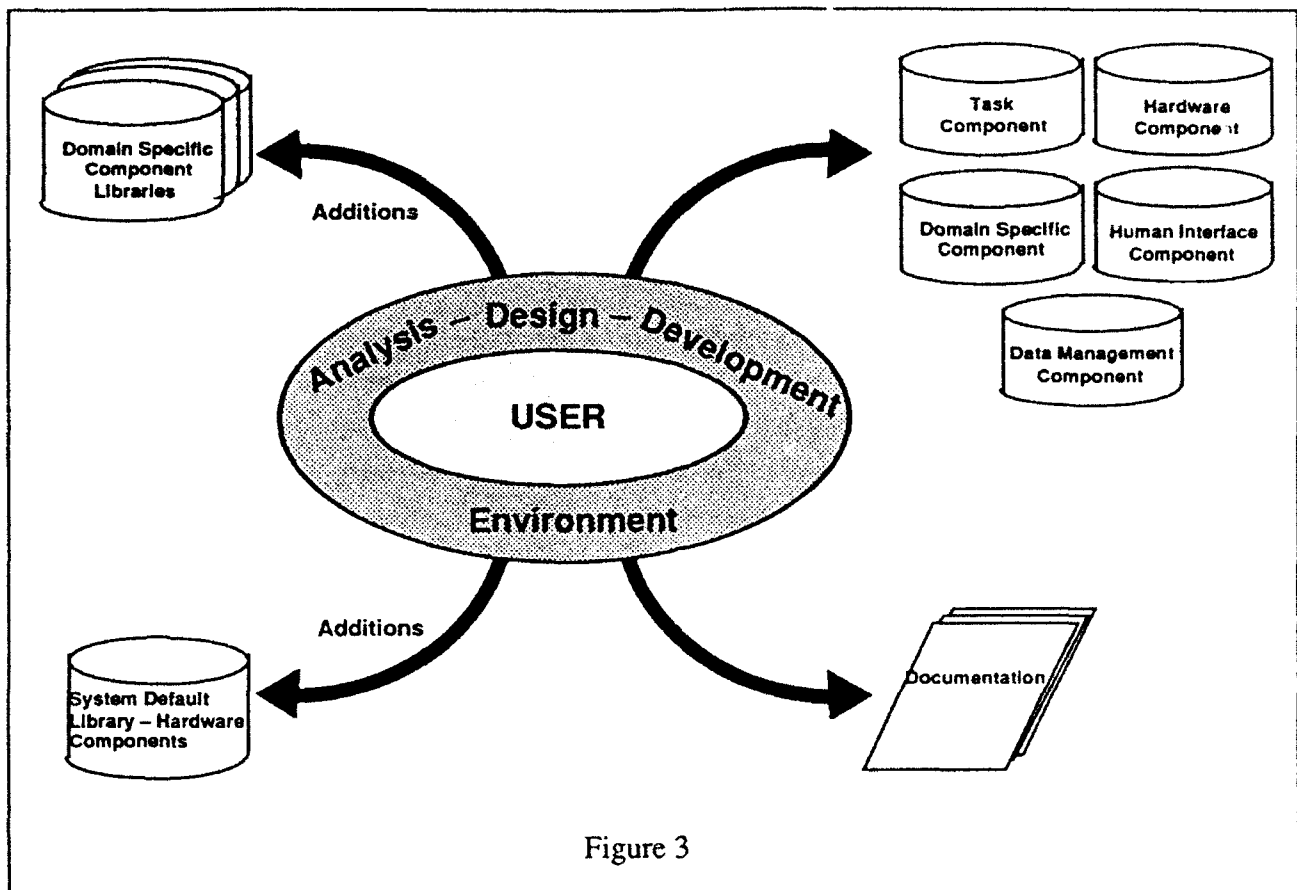 Domain Specific
Component
Libraries
Additions
Task
Component
Hardware
Component
Domain Specific
Component
Human Interface
Component
Data Management
Component
Analysis – Design – Development
USER
Environment
Additions
System Default
Library – Hardware
Components
Documentation
Figure 3